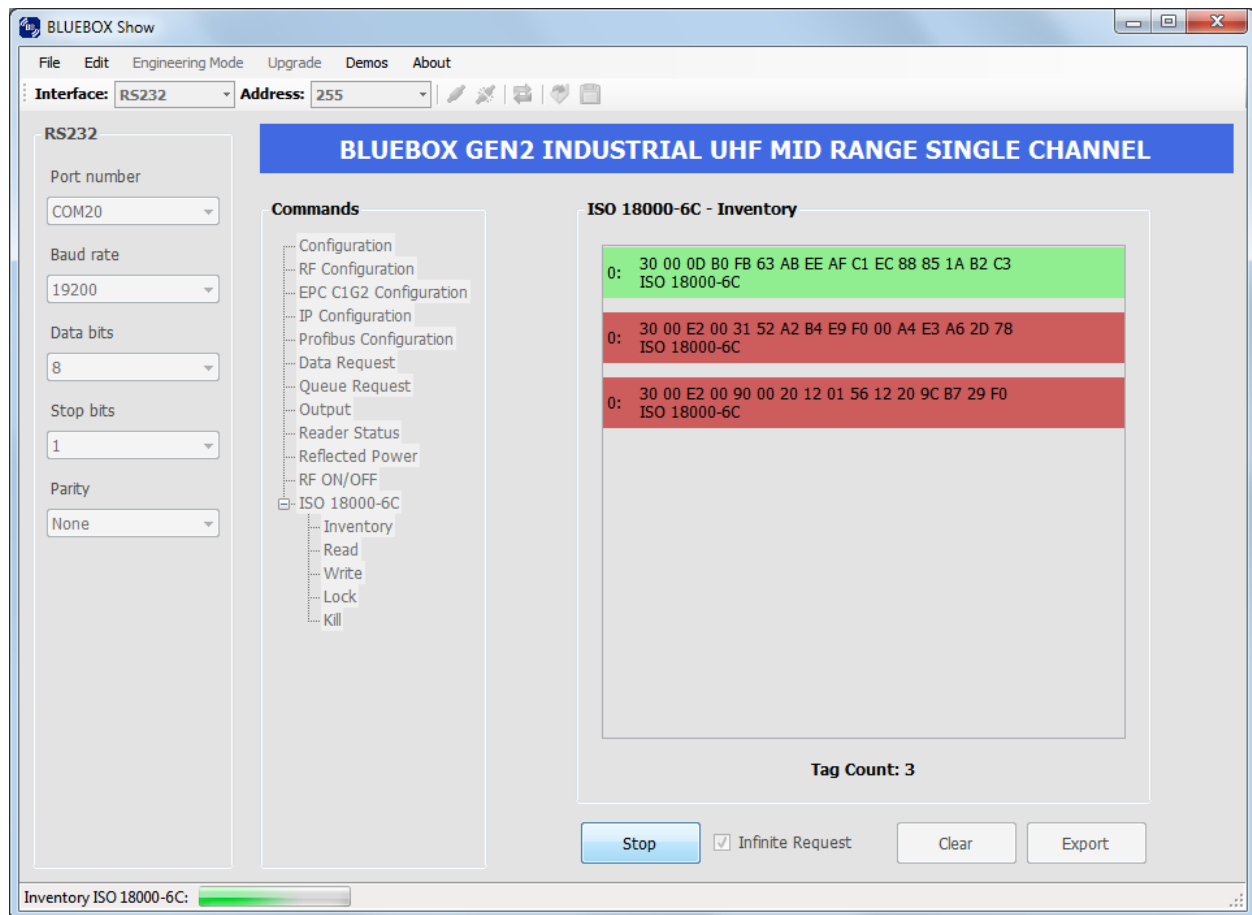 BLUEBOX Show
File Edit Engineering Mode Upgrade Demos About
Interface: RS232 Address: 255
RS232
Port number
COM20
Baud rate
19200
Data bits
8
Stop bits
1
Parity
None
BLUEBOX GEN2 INDUSTRIAL UHF MID RANGE SINGLE CHANNEL
Commands
Configuration
RF Configuration
EPC C1G2 Configuration
IP Configuration
Profibus Configuration
Data Request
Queue Request
Output
Reader Status
Reflected Power
RF ON/OFF
ISO 18000-6C
Inventory
Read
Write
Lock
Kill
ISO 18000-6C - Inventory
0: 30 00 0D B0 FB 63 AB EE AF C1 EC 88 85 1A B2 C3
ISO 18000-6C
0: 30 00 E2 00 31 52 A2 B4 E9 F0 00 A4 E3 A6 2D 78
ISO 18000-6C
0: 30 00 E2 00 90 00 20 12 01 56 12 20 9C B7 29 F0
ISO 18000-6C
Tag Count: 3
Stop Infinite Request Clear Export
Inventory ISO 18000-6C: